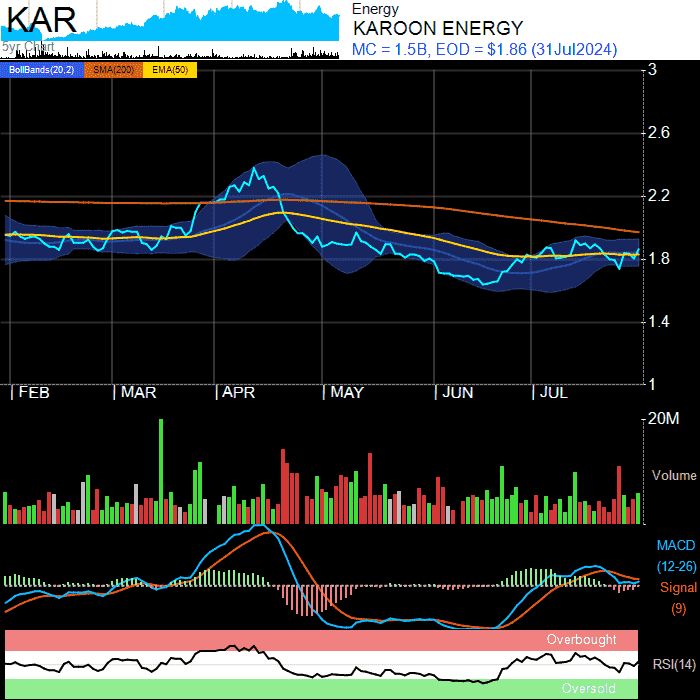 KAR
5yr Chart
Energy
KAROON ENERGY
MC = 1.5B, EOD = $1.86 (31Jul2024)
BollBands(20,2) SMA(200) EMA(50)
3
2.6
2.2
1.8
1.4
1
FEB MAR APR MAY JUN JUL
20M
Volume
MACD
(12-26)
Signal
(9)
Overbought
RSI(14)
Oversold